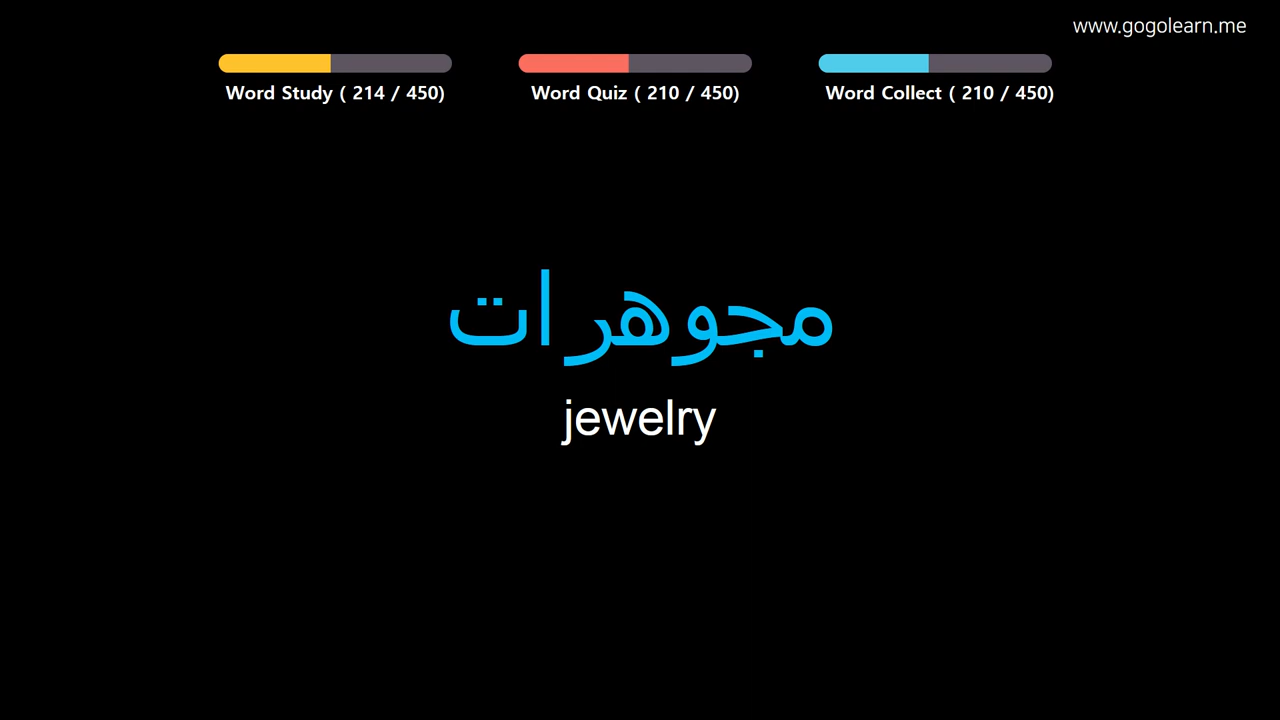 www.gogolearn.me
Word Study ( 214 / 450)
Word Quiz ( 210 / 450)
Word Collect ( 210 / 450)
مجوهرات
jewelry